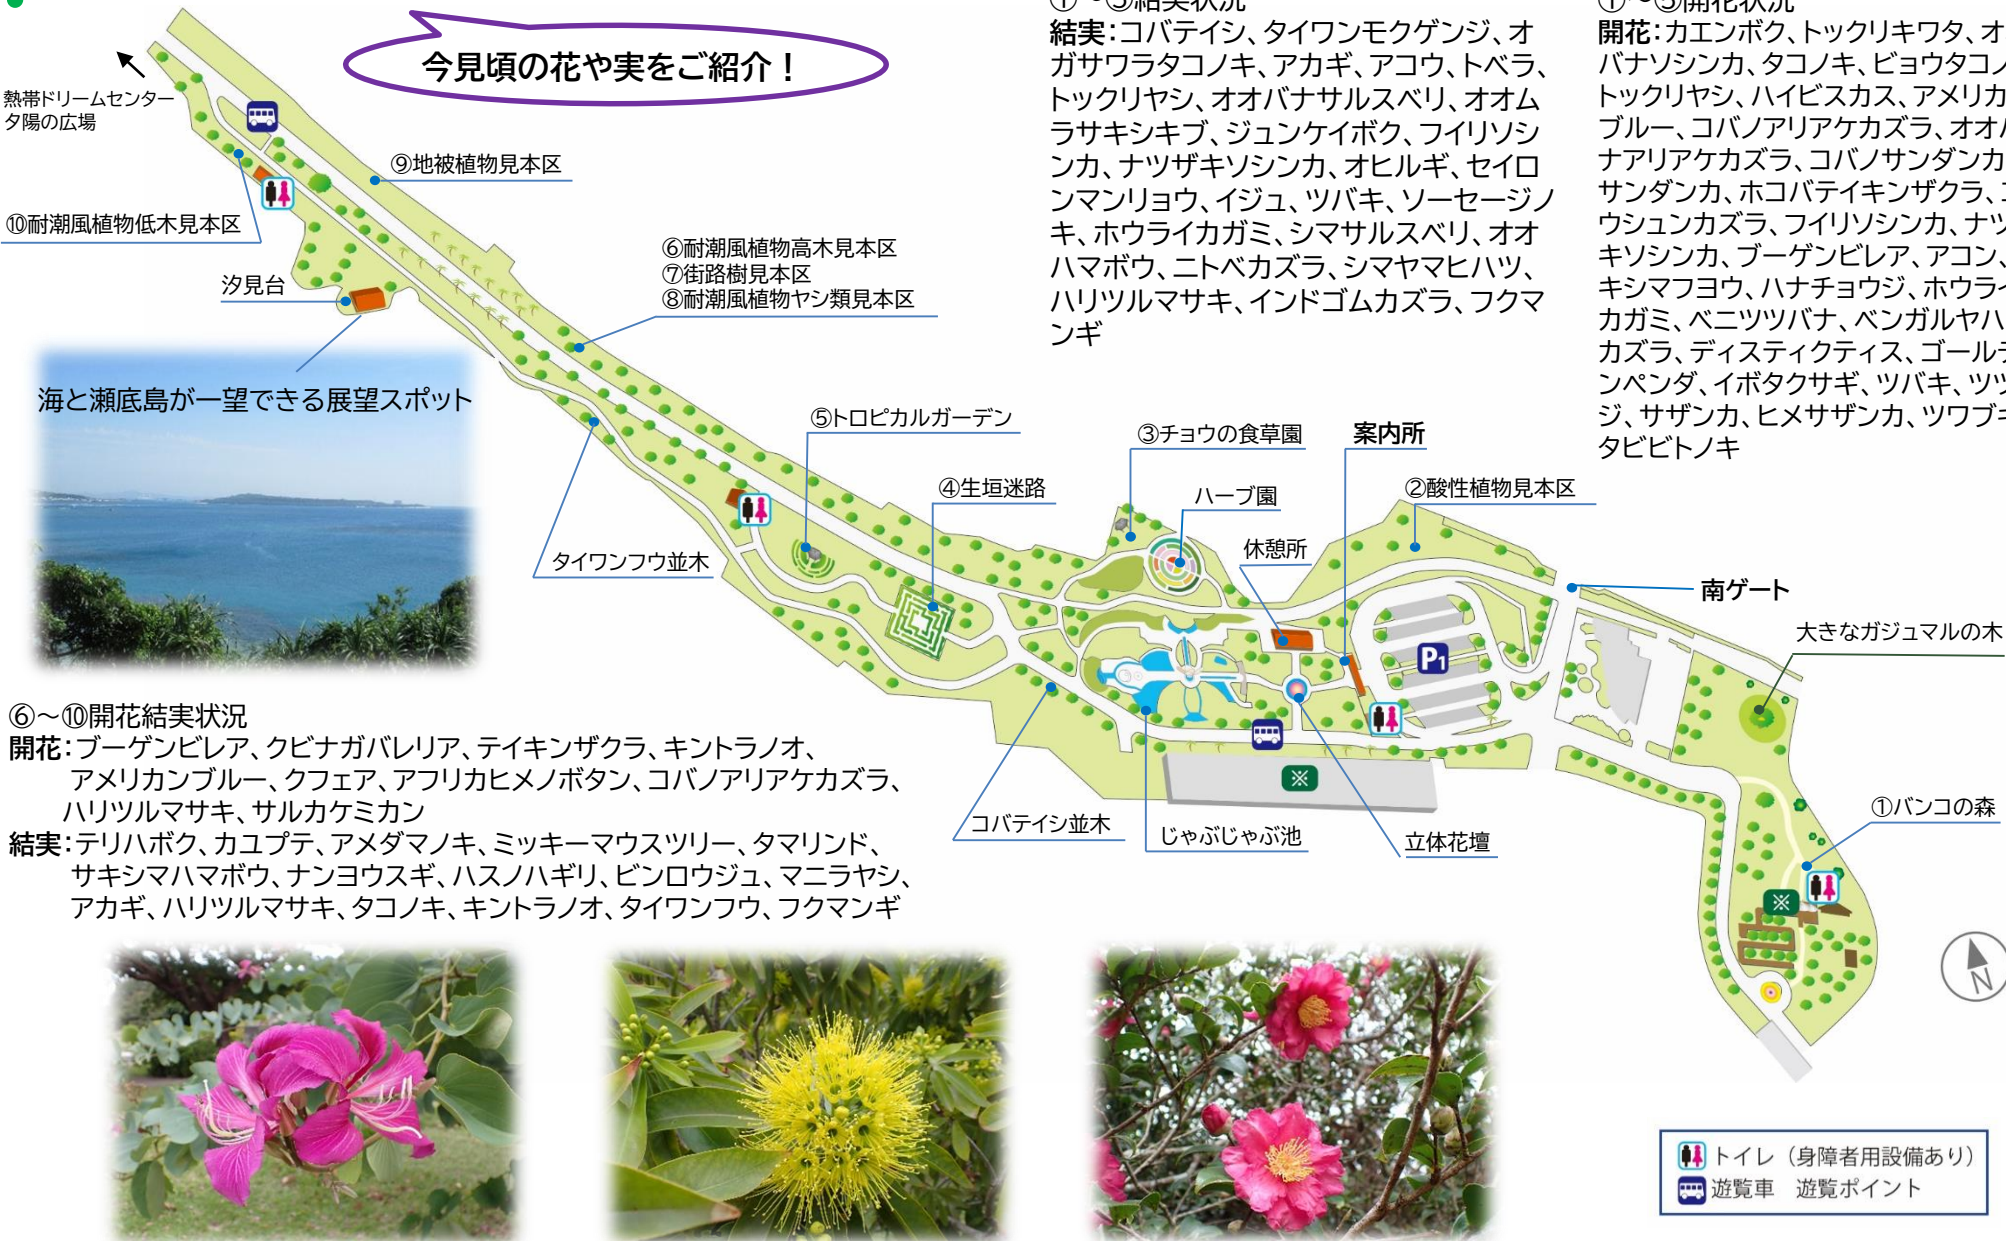 今見頃の花や実をご紹介！
熱帯ドリームセンター
夕陽の広場
⑨地被植物見本区
⑩耐潮風植物低木見本区
汐見台
⑥耐潮風植物高木見本区
⑦街路樹見本区
⑧耐潮風植物ヤシ類見本区
海と瀬底島が一望できる展望スポット
①～⑤結実状況
結実：コバテイシ、タイワンモクゲンジ、オ
ガサワラタコノキ、アカギ、アコウ、トベラ、
トックリヤシ、オオバナサルスベリ、オオム
ラサキシキブ、ジュンケイボク、フイリソシ
ンカ、ナツザキソシンカ、オヒルギ、セイロ
ンマンリョウ、イジュ、ツバキ、ソーセージノ
キ、ホウライカガミ、シマサルスベリ、オオ
ハマボウ、ニトベカズラ、シマヤマヒハツ、
ハリツルマサキ、インドゴムカズラ、フクマ
ンギ
①～⑤開花状況
開花：カエンボク、トックリキワタ、オ
バナソシンカ、タコノキ、ビョウタコノ
トックリヤシ、ハイビスカス、アメリカ
ブルー、コバノアリアケカズラ、オオバ
ナアリアケカズラ、コバノサンダンカ
サンダンカ、ホコバテイキンザクラ、コ
ウシュンカズラ、フイリソシンカ、ナツ
キソシンカ、ブーゲンビレア、アコン、
キシマフヨウ、ハナチョウジ、ホウライ
カガミ、ベニツツバナ、ベンガルヤハ
カズラ、ディスティクティス、ゴールデ
ンペンダ、イボタクサギ、ツバキ、ツツ
ジ、サザンカ、ヒメサザンカ、ツワブキ
タビビトノキ
⑤トロピカルガーデン
③チョウの食草園
案内所
④生垣迷路
ハーブ園
②酸性植物見本区
休憩所
タイワンフウ並木
南ゲート
大きなガジュマルの木
P1
①バンコの森
コバテイシ並木
じゃぶじゃぶ池
立体花壇
※
※
N
⑥～⑩開花結実状況
開花：ブーゲンビレア、クビナガバレリア、テイキンザクラ、キントラノオ、
アメリカンブルー、クフェア、アフリカヒメノボタン、コバノアリアケカズラ、
ハリツルマサキ、サルカケミカン
結実：テリハボク、カユプテ、アメダマノキ、ミッキーマウスツリー、タマリンド、
サキシマハマボウ、ナンヨウスギ、ハスノハギリ、ビンロウジュ、マニラヤシ、
アカギ、ハリツルマサキ、タコノキ、キントラノオ、タイワンフウ、フクマンギ
トイレ（身障者用設備あり）
遊覧車　遊覧ポイント